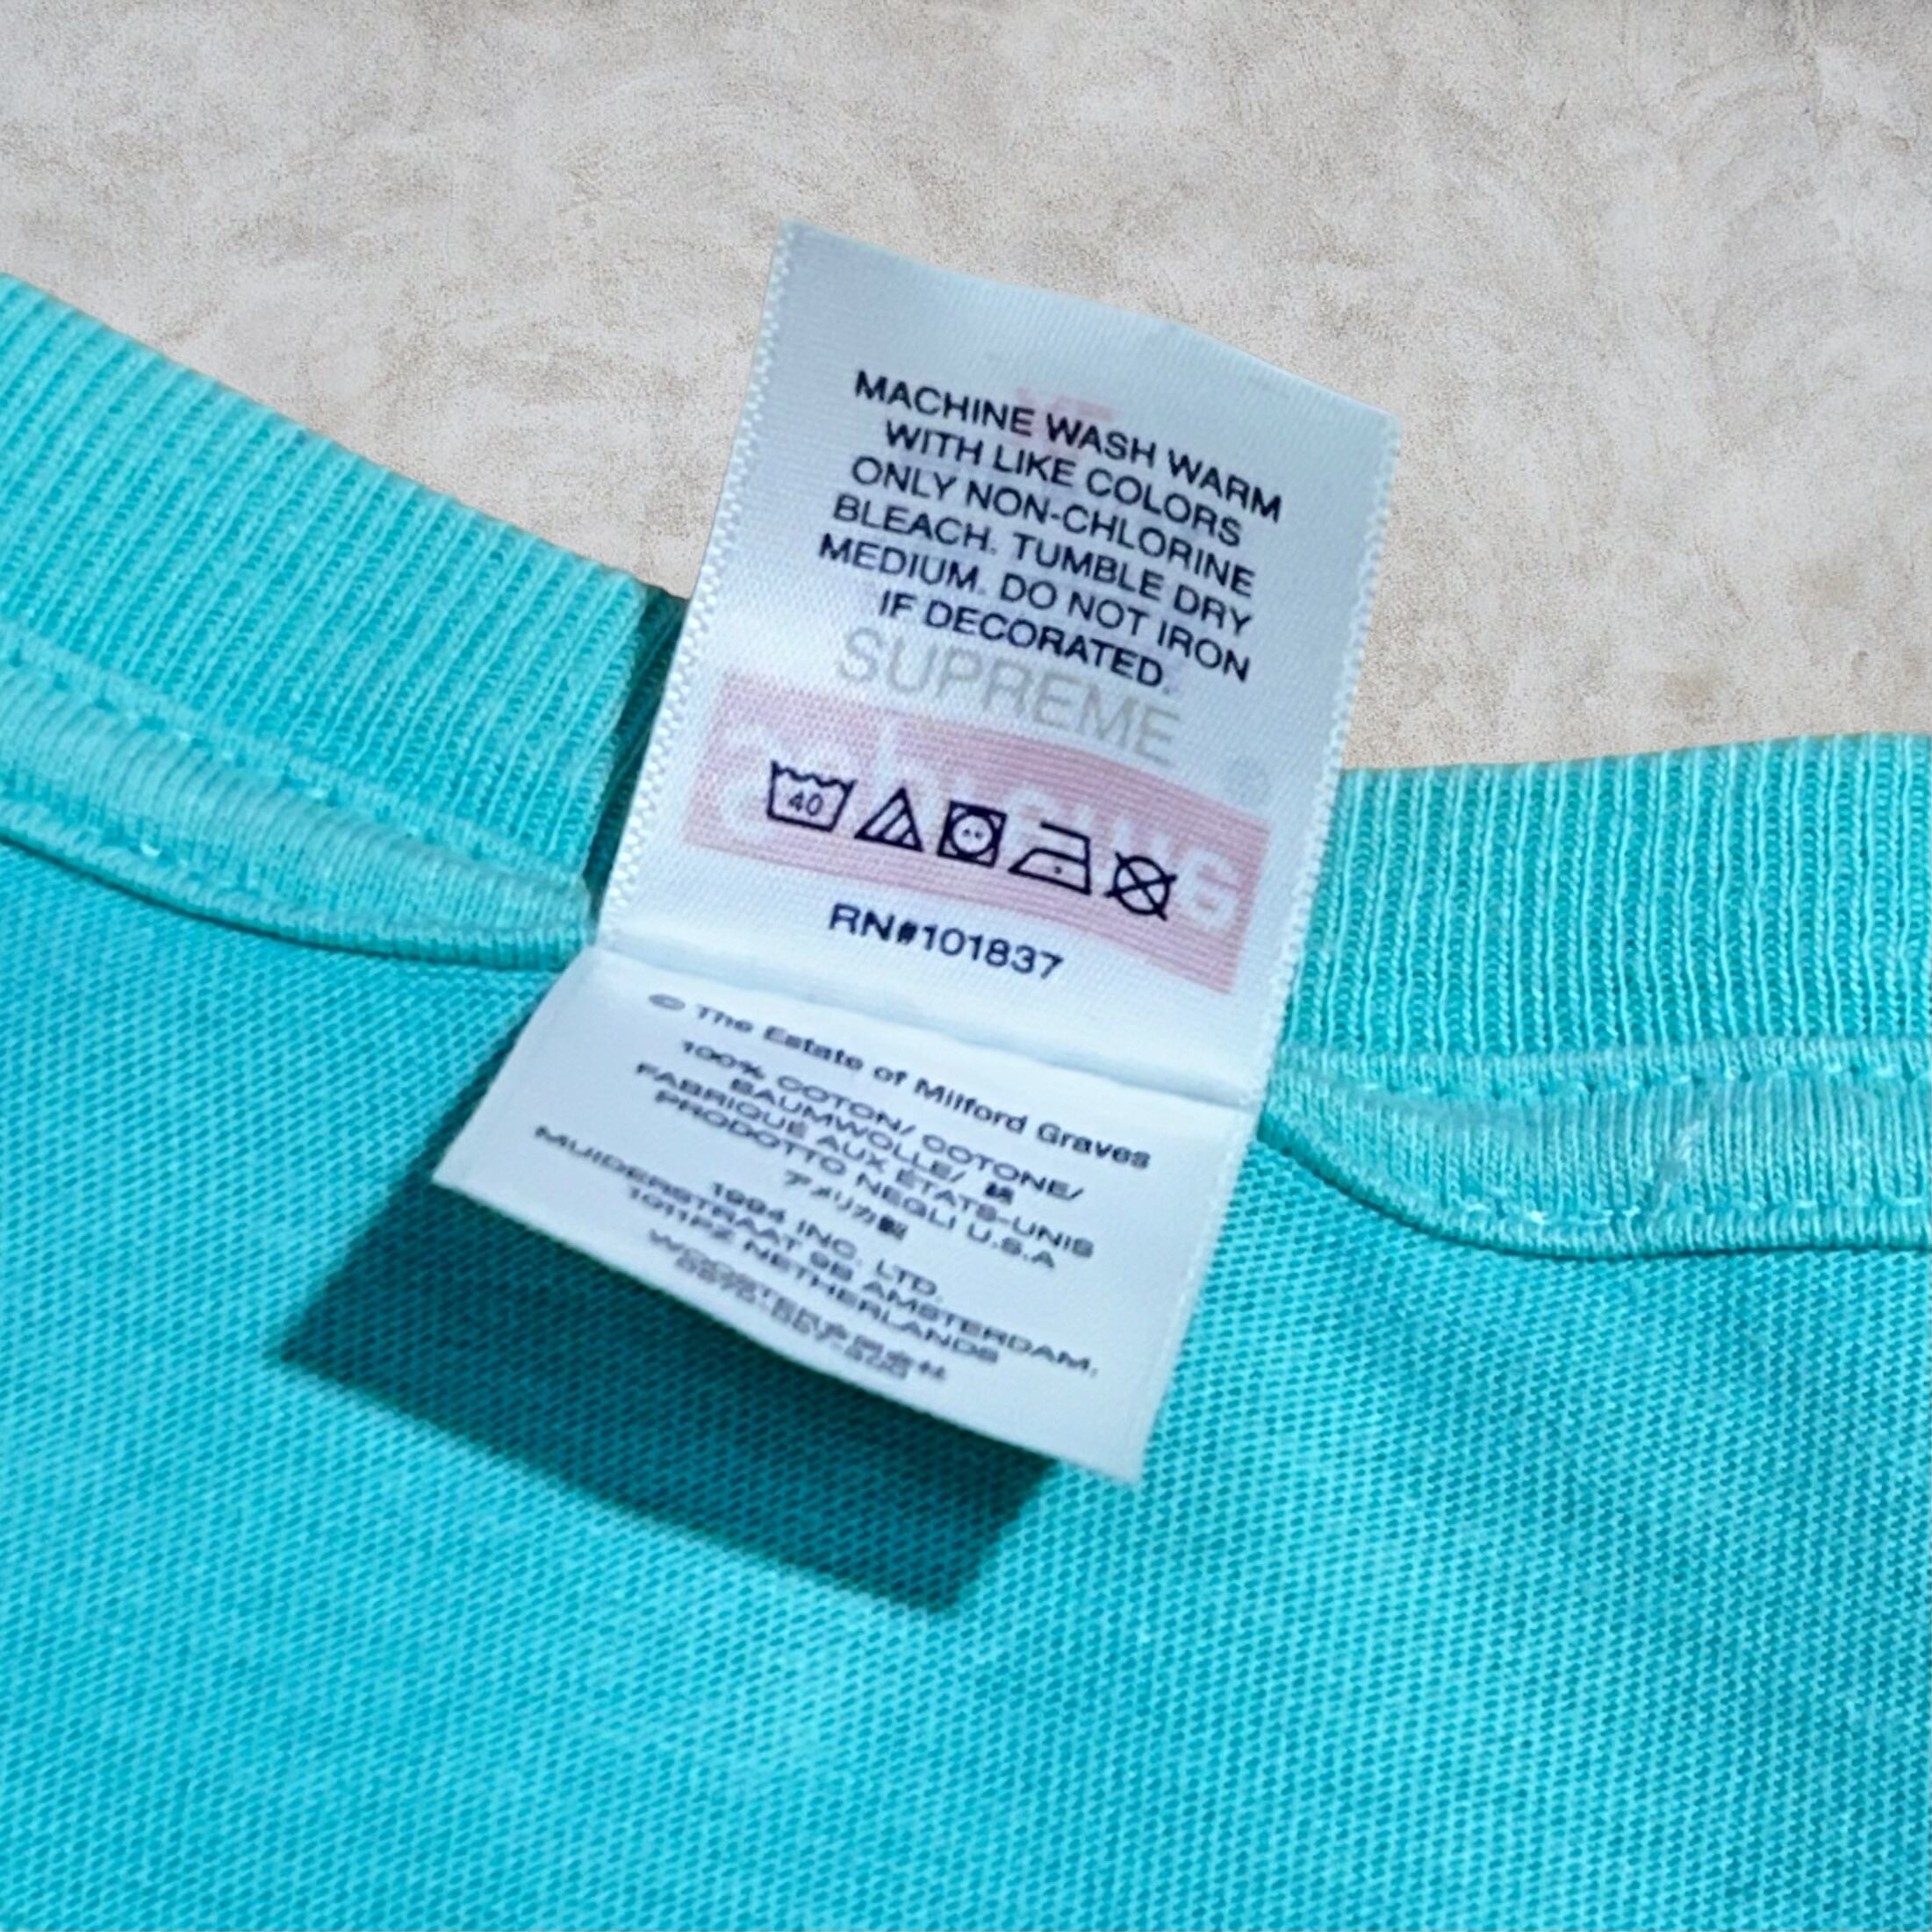 MACHINE WASH WARM
WITH LIKE COLORS
ONLY NON-CHLORINE
BLEACH. TUMBLE DRY
MEDIUM. DO NOT IRON
IF DECORATED.
SUPREME
40
RN#101837
© The Estate of Milford Graves
100% COTON/ COTONE/
BAUMWOLLE/ 綿
FABRIQUÉ AUX ÉTATS-UNIS
PRODOTTO NEGLI U.S.A
アメリカ製
1994 INC. LTD.
MUIDERSTRAAT 9B AMSTERDAM,
1011PZ NETHERLANDS